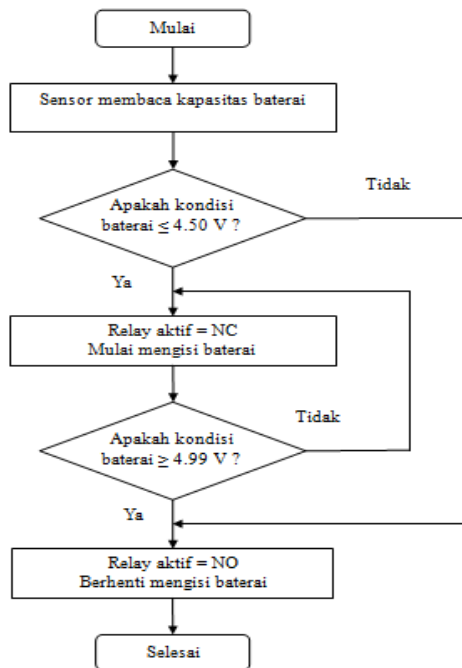 Mulai
Sensor membaca kapasitas baterai
Apakah kondisi
baterai ≤ 4.50 V ?
Tidak
Ya
Relay aktif = NC
Mulai mengisi baterai
Tidak
Apakah kondisi
baterai ≥ 4.99 V ?
Ya
Relay aktif = NO
Berhenti mengisi baterai
Selesai